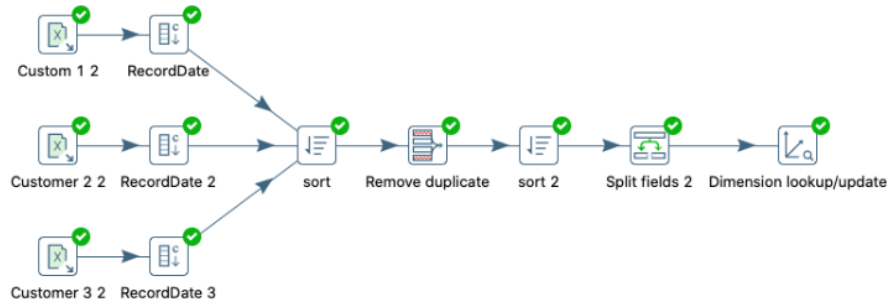 Custom 1 2
RecordDate
Customer 2 2
RecordDate 2
sort
Remove duplicate
sort 2
Split fields 2
Dimension lookup/update
Customer 3 2
RecordDate 3